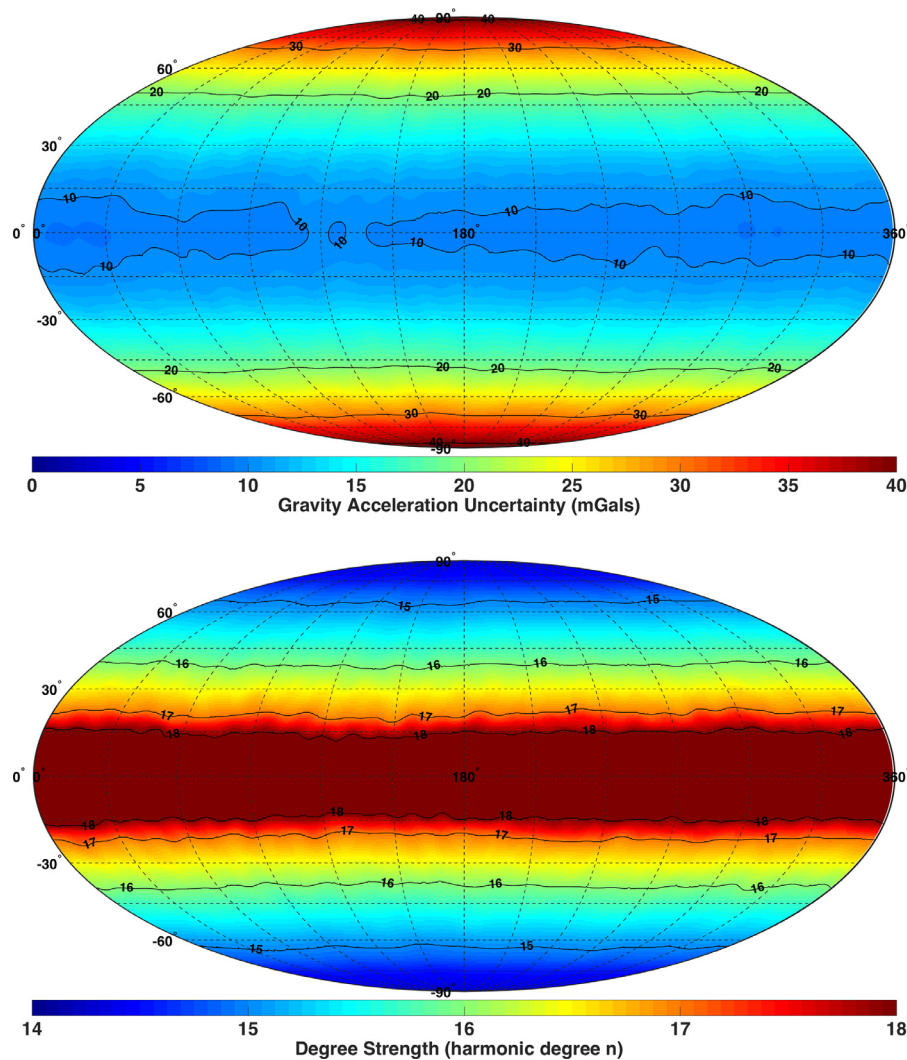 40 90° 40
30 30
60°
20 20 20 20
30°
10 10 10
0° 0° 10 10 10 180° 360°
10 10
-30°
20 20 20
-60°
30 30
40 -90° 40
0 5 10 15 20 25 30 35 40
Gravity Acceleration Uncertainty (mGals)
90°
60° 15 15
16 16 16
30°
17 17 17
18 18 18
0° 0° 180° 360°
18 18 18 18
17 17 17 17
-30°
16 16 16 16
-60° 15 15
-90°
14 15 16 17 18
Degree Strength (harmonic degree n)